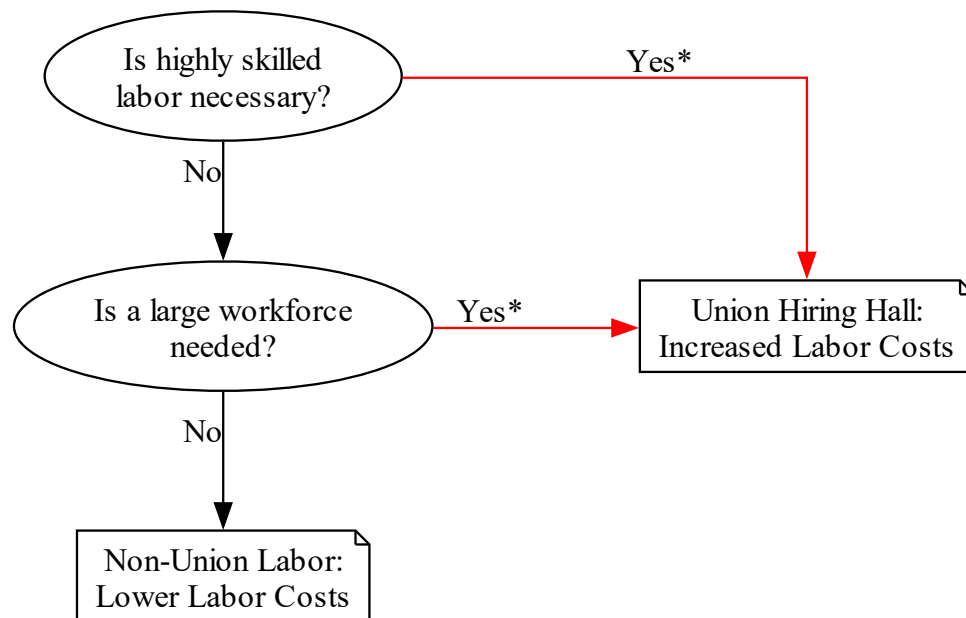 Is highly skilled
labor necessary?
Yes*
No
Is a large workforce
needed?
Yes*
Union Hiring Hall:
Increased Labor Costs
No
Non-Union Labor:
Lower Labor Costs